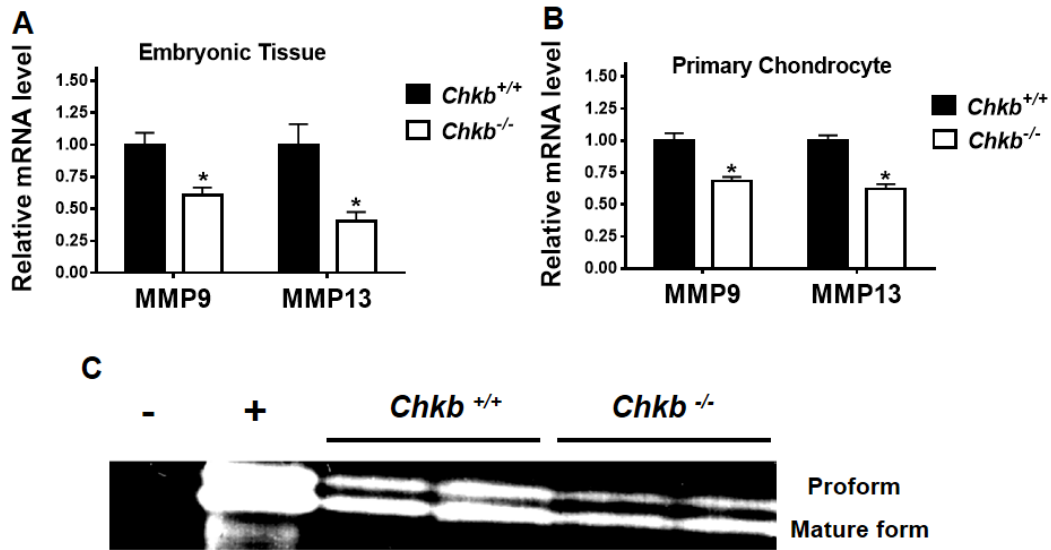 A
Embryonic Tissue
Relative mRNA level
1.50
1.25
1.00
0.75
0.50
0.25
0.00
* *
MMP9 MMP13
Chkb+/+
Chkb-/-
B
Primary Chondrocyte
Relative mRNA level
1.50
1.25
1.00
0.75
0.50
0.25
0.00
* *
MMP9 MMP13
Chkb+/+
Chkb-/-
C
- + Chkb +/+ Chkb -/-
Proform
Mature form